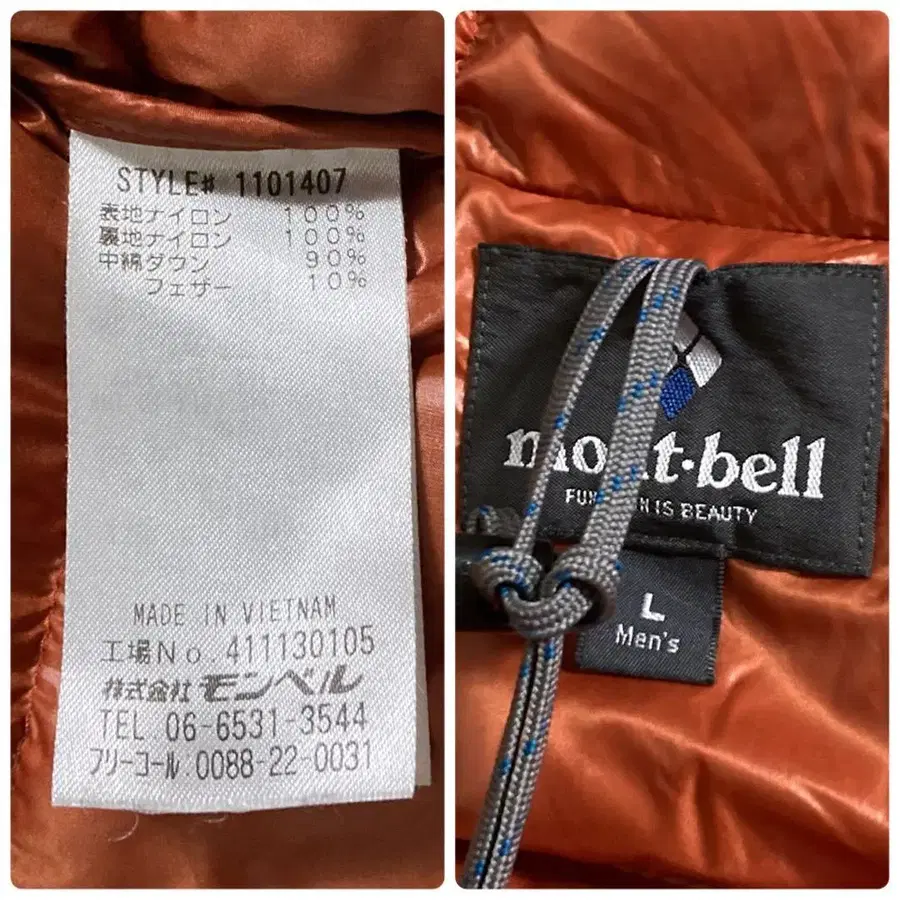 STYLE# 1101407
表地ナイロン 100%
裏地ナイロン 100%
中綿ダウン 90%
フェザー 10%
MADE IN VIETNAM
工場No.411130105
株式会社モンベル
TEL 06-6531-3544
フリーコール.0088-22-0031
mont·bell
IS BEAUTY
L
Men's